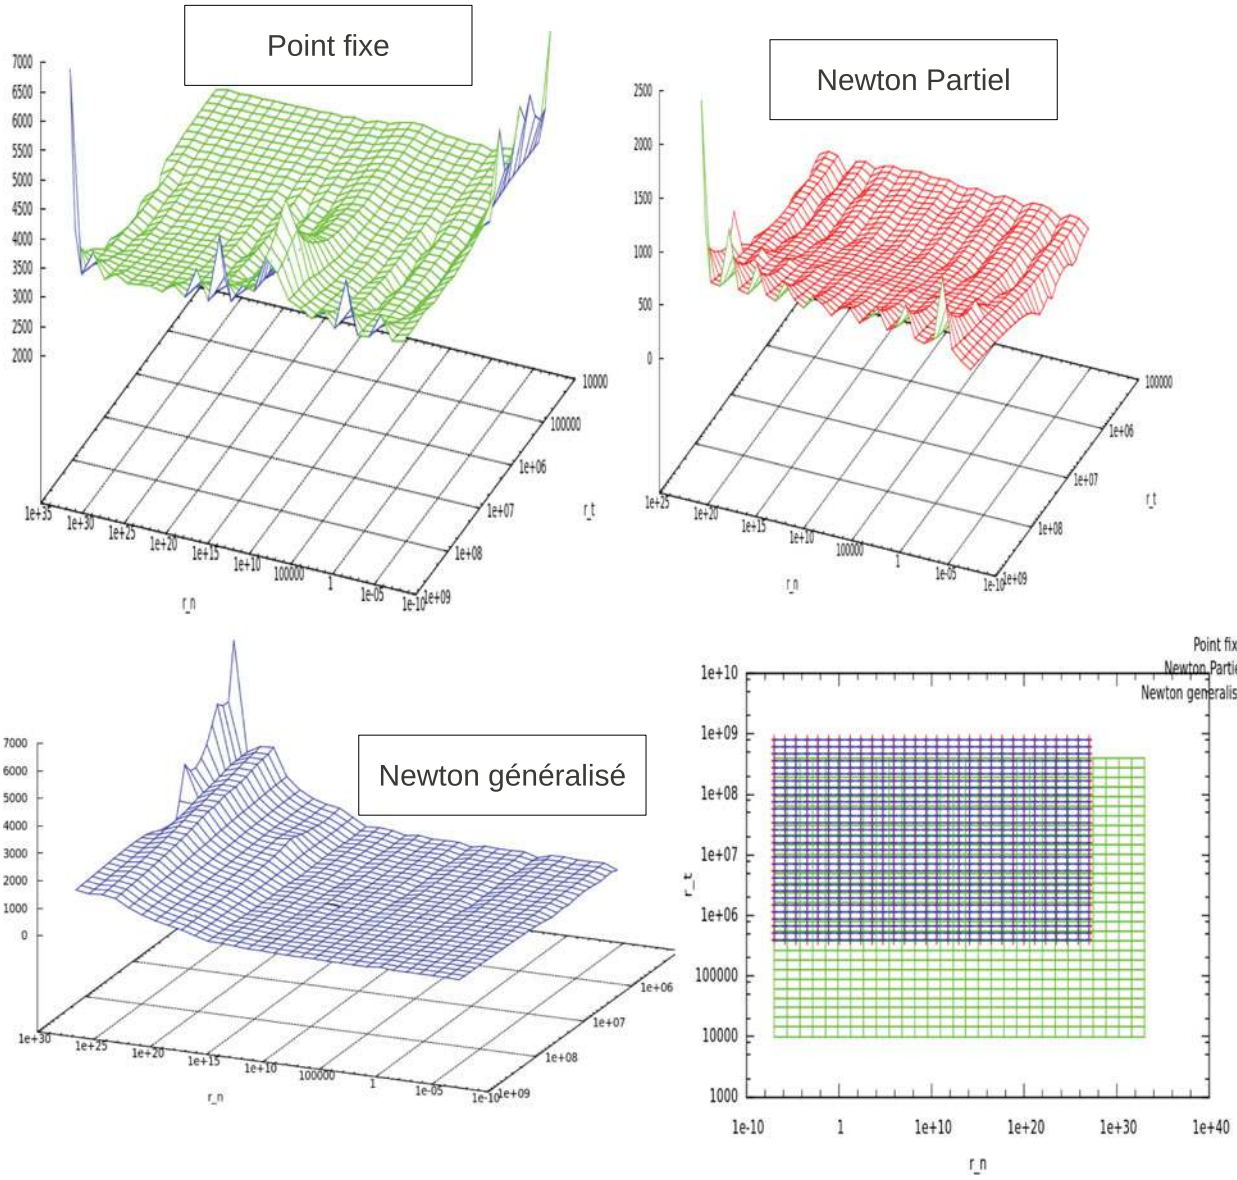 Point fixe
7000
6500
6000
5500
5000
4500
4000
3500
3000
2500
2000
1e+35
1e+30
1e+25
1e+20
1e+15
1e+10
100000
1
1e-05
1e-10
r_n
10000
100000
1e+06
1e+07
1e+08
1e+09
r_t
Newton Partiel
2500
2000
1500
1000
500
0
1e+25
1e+20
1e+15
1e+10
100000
1
1e-05
1e-10
r_n
100000
1e+06
1e+07
1e+08
1e+09
r_t
Newton généralisé
7000
6000
5000
4000
3000
2000
1000
0
1e+30
1e+25
1e+20
1e+15
1e+10
100000
1
1e-05
1e-10
r_n
1e+06
1e+07
1e+08
1e+09
Point fix
Newton Partie
Newton generalis
1e+10
1e+09
1e+08
1e+07
1e+06
100000
10000
1000
r_t
1e-10
1
1e+10
1e+20
1e+30
1e+40
r_n